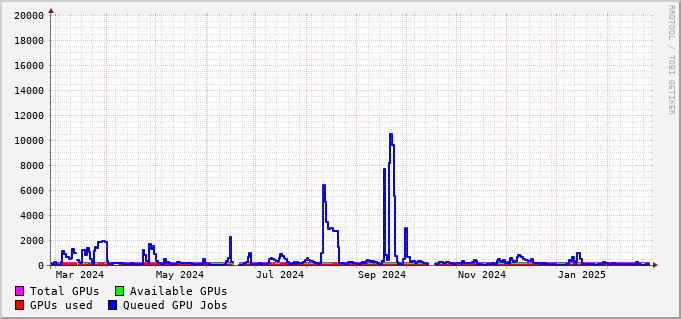 RRDTOOL / TOBI OETIKER
20000
18000
16000
14000
12000
10000
8000
6000
4000
2000
0
Mar 2024 May 2024 Jul 2024 Sep 2024 Nov 2024 Jan 2025
Total GPUs Available GPUs
GPUs used Queued GPU Jobs